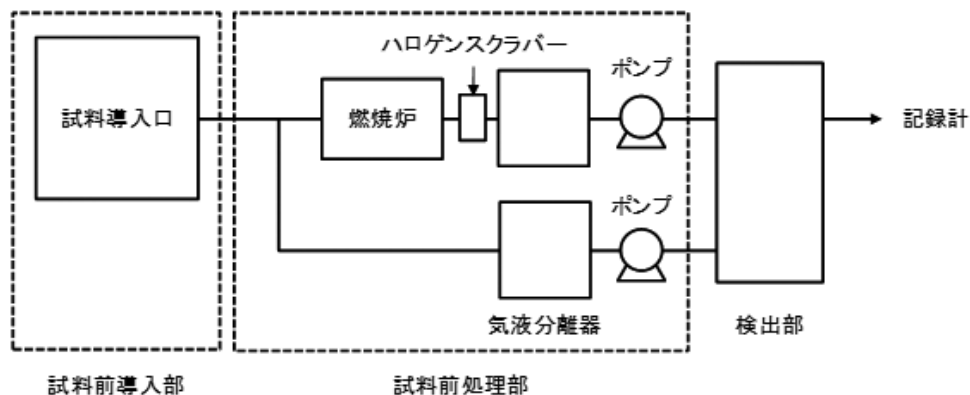 ハロゲンスクラバー
ポンプ
試料導入口
燃焼炉
記録計
ポンプ
気液分離器
検出部
試料前導入部
試料前処理部